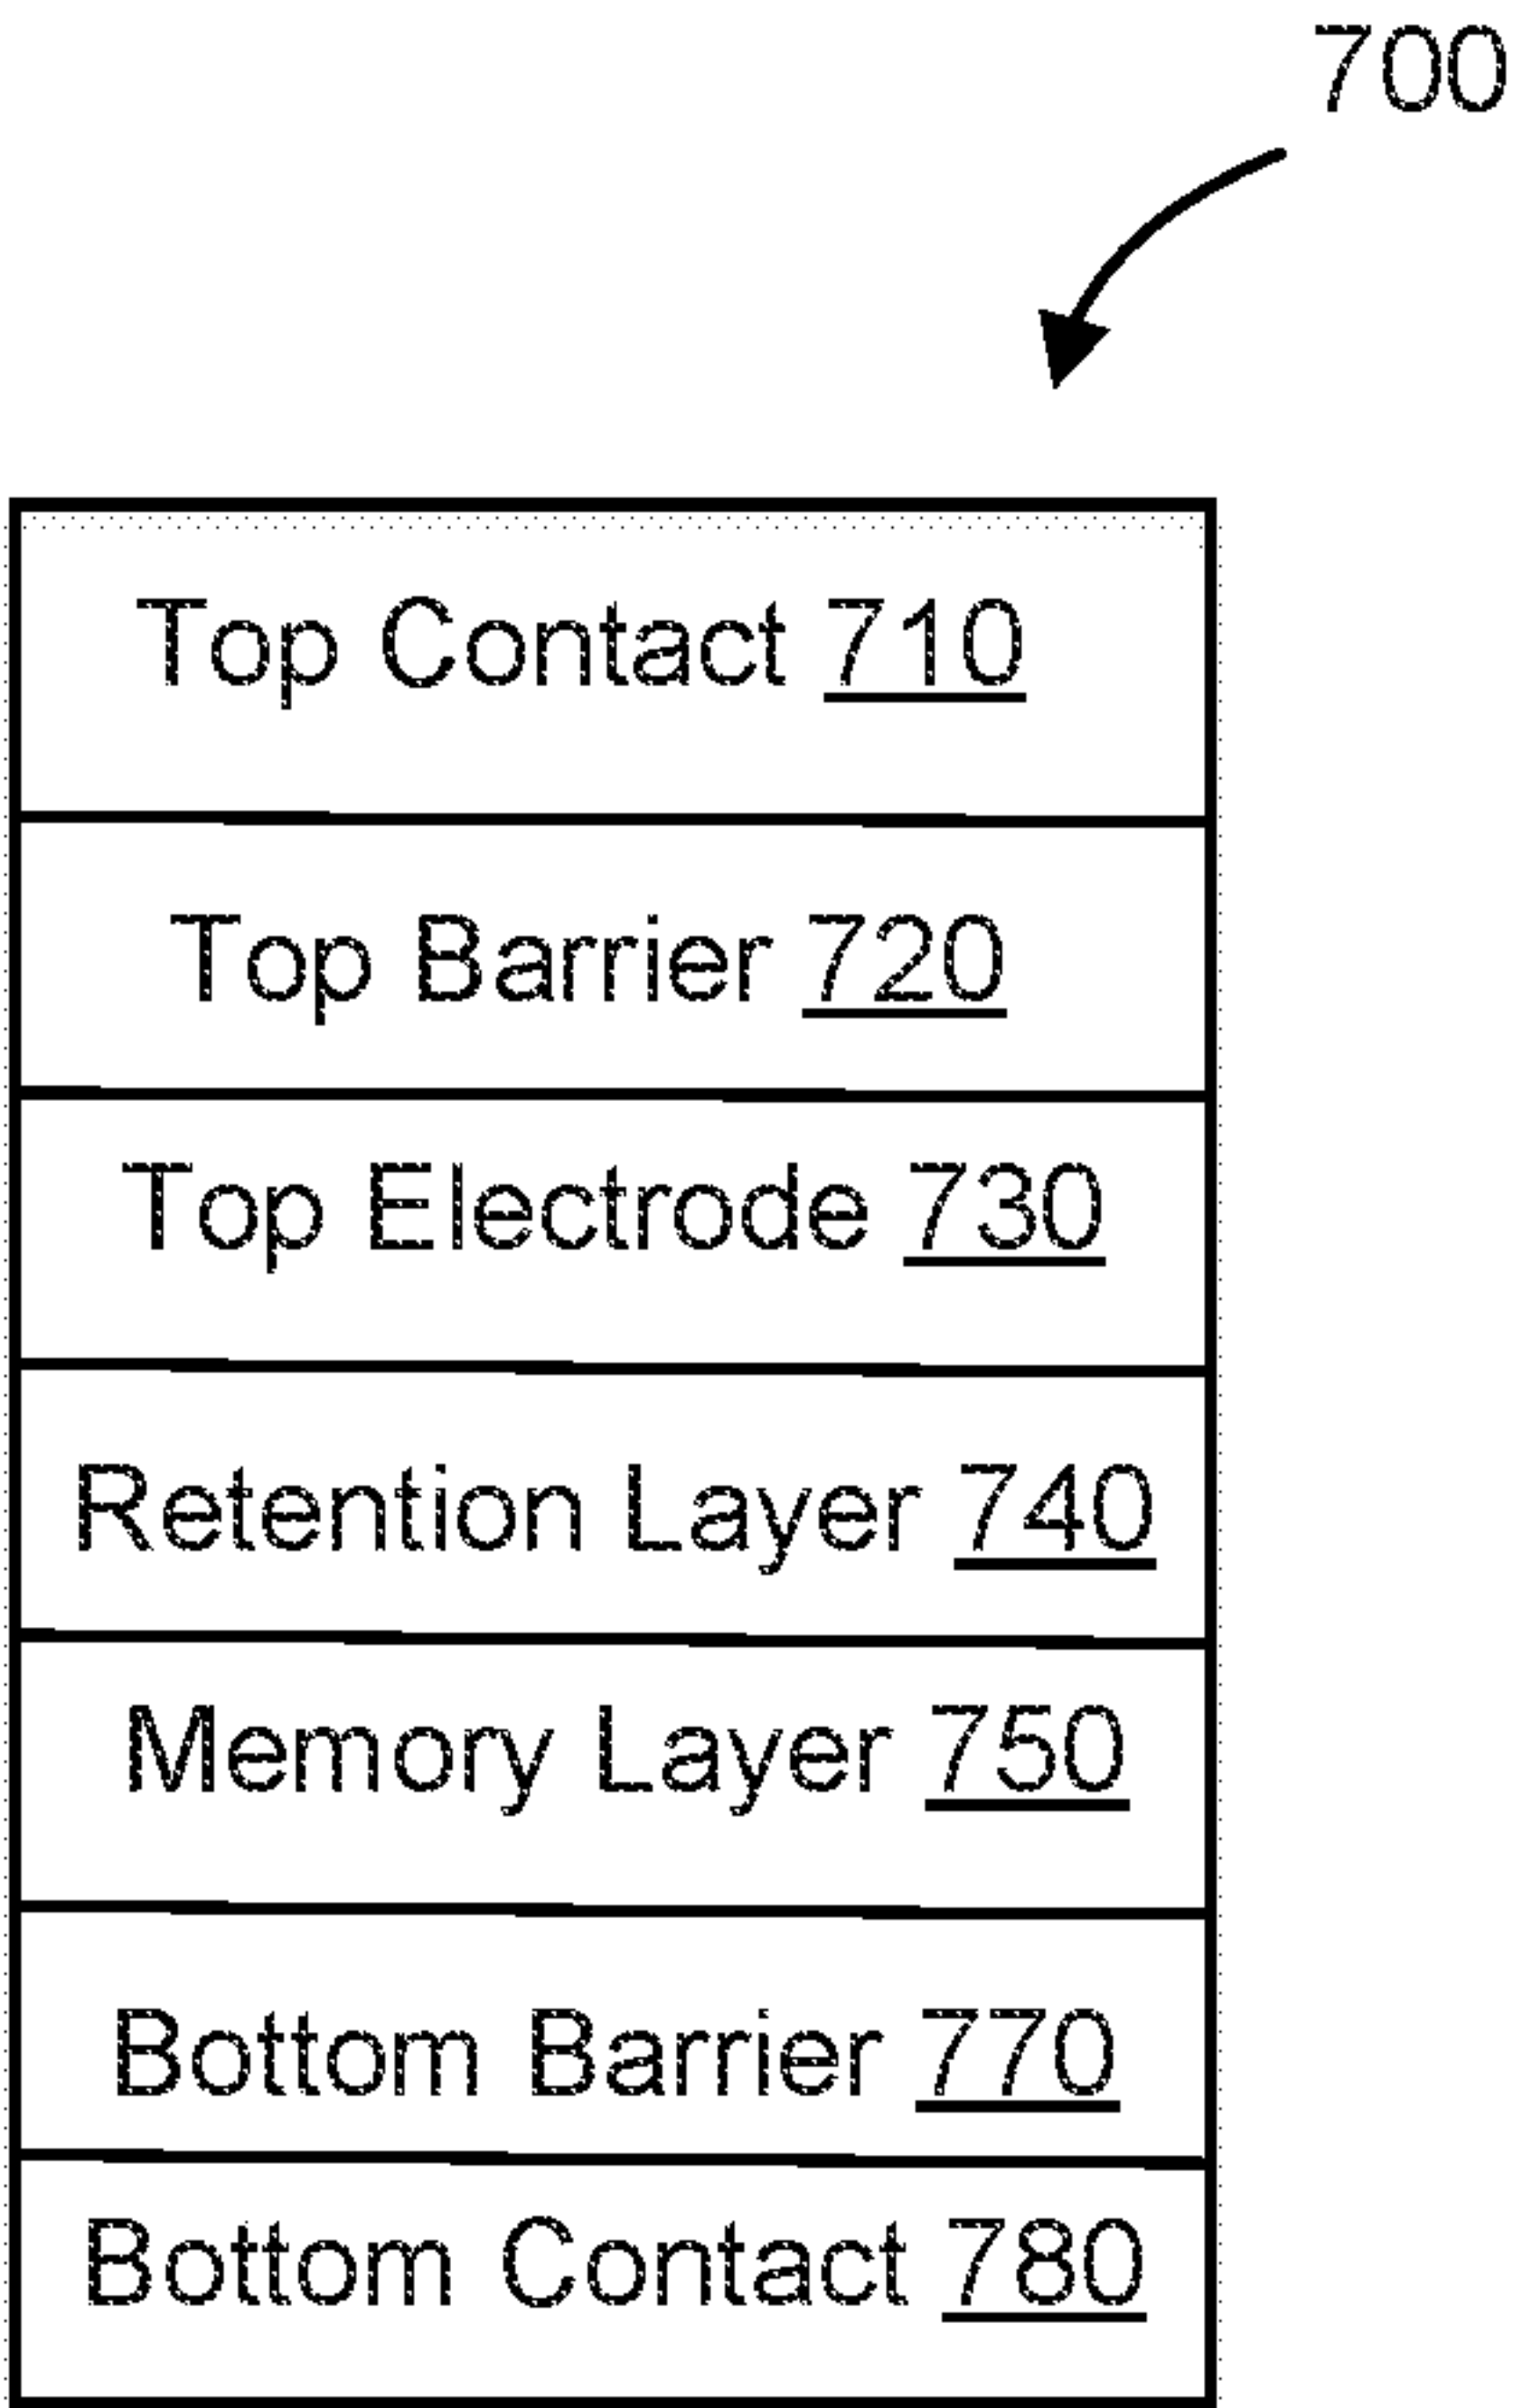 700
Top Contact 710
Top Barrier 720
Top Electrode 730
Retention Layer 740
Memory Layer 750
Bottom Barrier 770
Bottom Contact 780